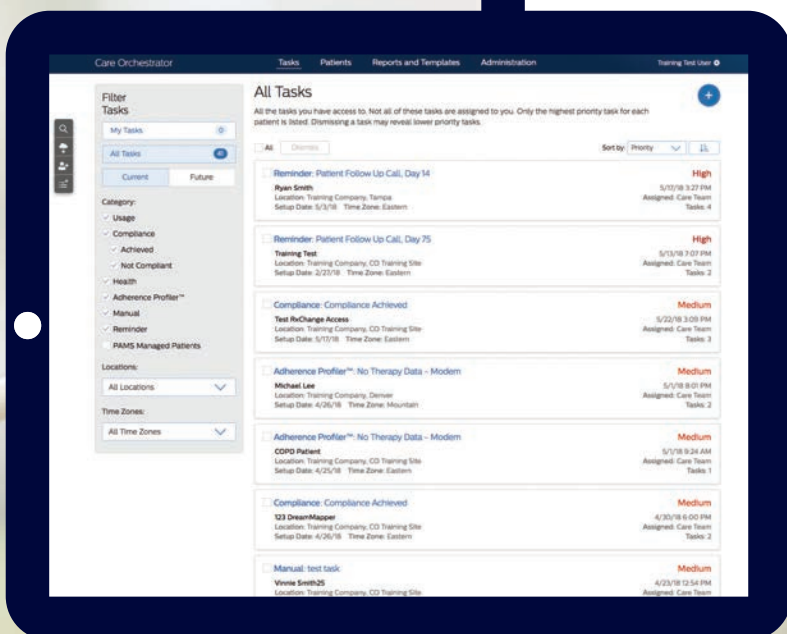 Care Orchestrator
Tasks Patients Reports and Templates Administration
Training Test User
Filter
Tasks
My Tasks 0
All Tasks
Current Future
Category:
Usage
Compliance
Achieved
Not Compliant
Health
Adherence Profiler™
Manual
Reminder
PAMS Managed Patients
Locations:
All Locations
Time Zones:
All Time Zones
All Tasks
All the tasks you have access to. Not all of these tasks are assigned to you. Only the highest priority task for each
patient is listed. Dismissing a task may reveal lower priority tasks.
All Dismiss
Sort by: Priority
Reminder: Patient Follow Up Call, Day 14 High
Ryan Smith 5/17/18 3:27 PM
Location: Training Company, Tampa Assigned: Care Team
Setup Date: 5/3/18 Time Zone: Eastern Tasks: 4
Reminder: Patient Follow Up Call, Day 75 High
Training Test 5/13/18 7:07 PM
Location: Training Company, CO Training Site Assigned: Care Team
Setup Date: 2/27/18 Time Zone: Eastern Tasks: 2
Compliance: Compliance Achieved Medium
Test RxChange Access 5/22/18 3:09 PM
Location: Training Company, CO Training Site Assigned: Care Team
Setup Date: 5/17/18 Time Zone: Eastern Tasks: 3
Adherence Profiler™: No Therapy Data - Modem Medium
Michael Lee 5/1/18 8:01 PM
Location: Training Company, Denver Assigned: Care Team
Setup Date: 4/26/18 Time Zone: Mountain Tasks: 2
Adherence Profiler™: No Therapy Data - Modem Medium
COPD Patient 5/1/18 9:24 AM
Location: Training Company, CO Training Site Assigned: Care Team
Setup Date: 4/25/18 Time Zone: Eastern Tasks: 1
Compliance: Compliance Achieved Medium
123 DreamMapper 4/30/18 6:00 PM
Location: Training Company, CO Training Site Assigned: Care Team
Setup Date: 4/26/18 Time Zone: Eastern Tasks: 2
Manual: test task Medium
Vinnie Smith25 4/23/18 12:54 PM
Location: Training Company, CO Training Site Assigned: Care Team